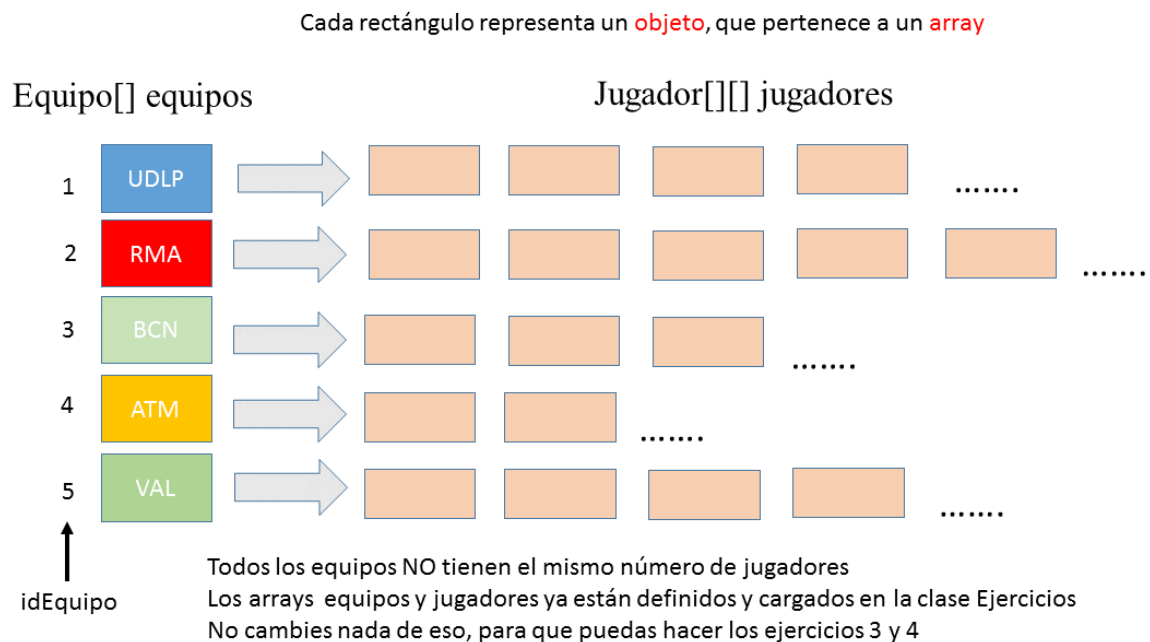 Cada rectángulo representa un objeto, que pertenece a un array
Equipo[] equipos
Jugador[][] jugadores
1
UDLP
.......
2
RMA
.......
3
BCN
.......
4
ATM
.......
5
VAL
.......
idEquipo
Todos los equipos NO tienen el mismo número de jugadores
Los arrays equipos y jugadores ya están definidos y cargados en la clase Ejercicios
No cambies nada de eso, para que puedas hacer los ejercicios 3 y 4